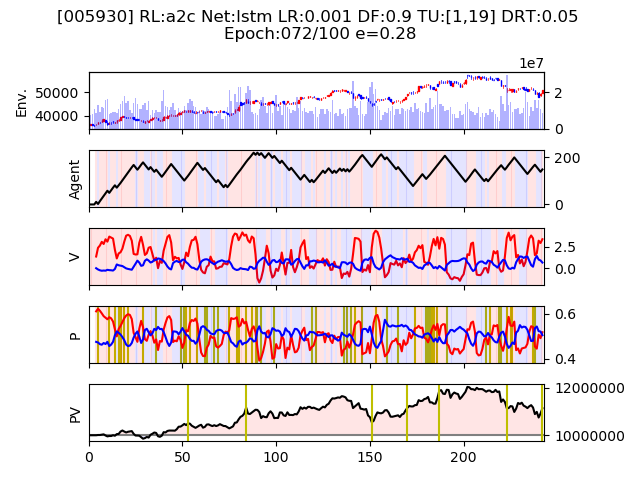 [005930] RL:a2c Net:lstm LR:0.001 DF:0.9 TU:[1,19] DRT:0.05
Epoch:072/100 e=0.28
1e7
Env.
50000
40000
2
0
Agent
200
0
V
2.5
0.0
P
0.6
0.4
PV
12000000
10000000
0 50 100 150 200